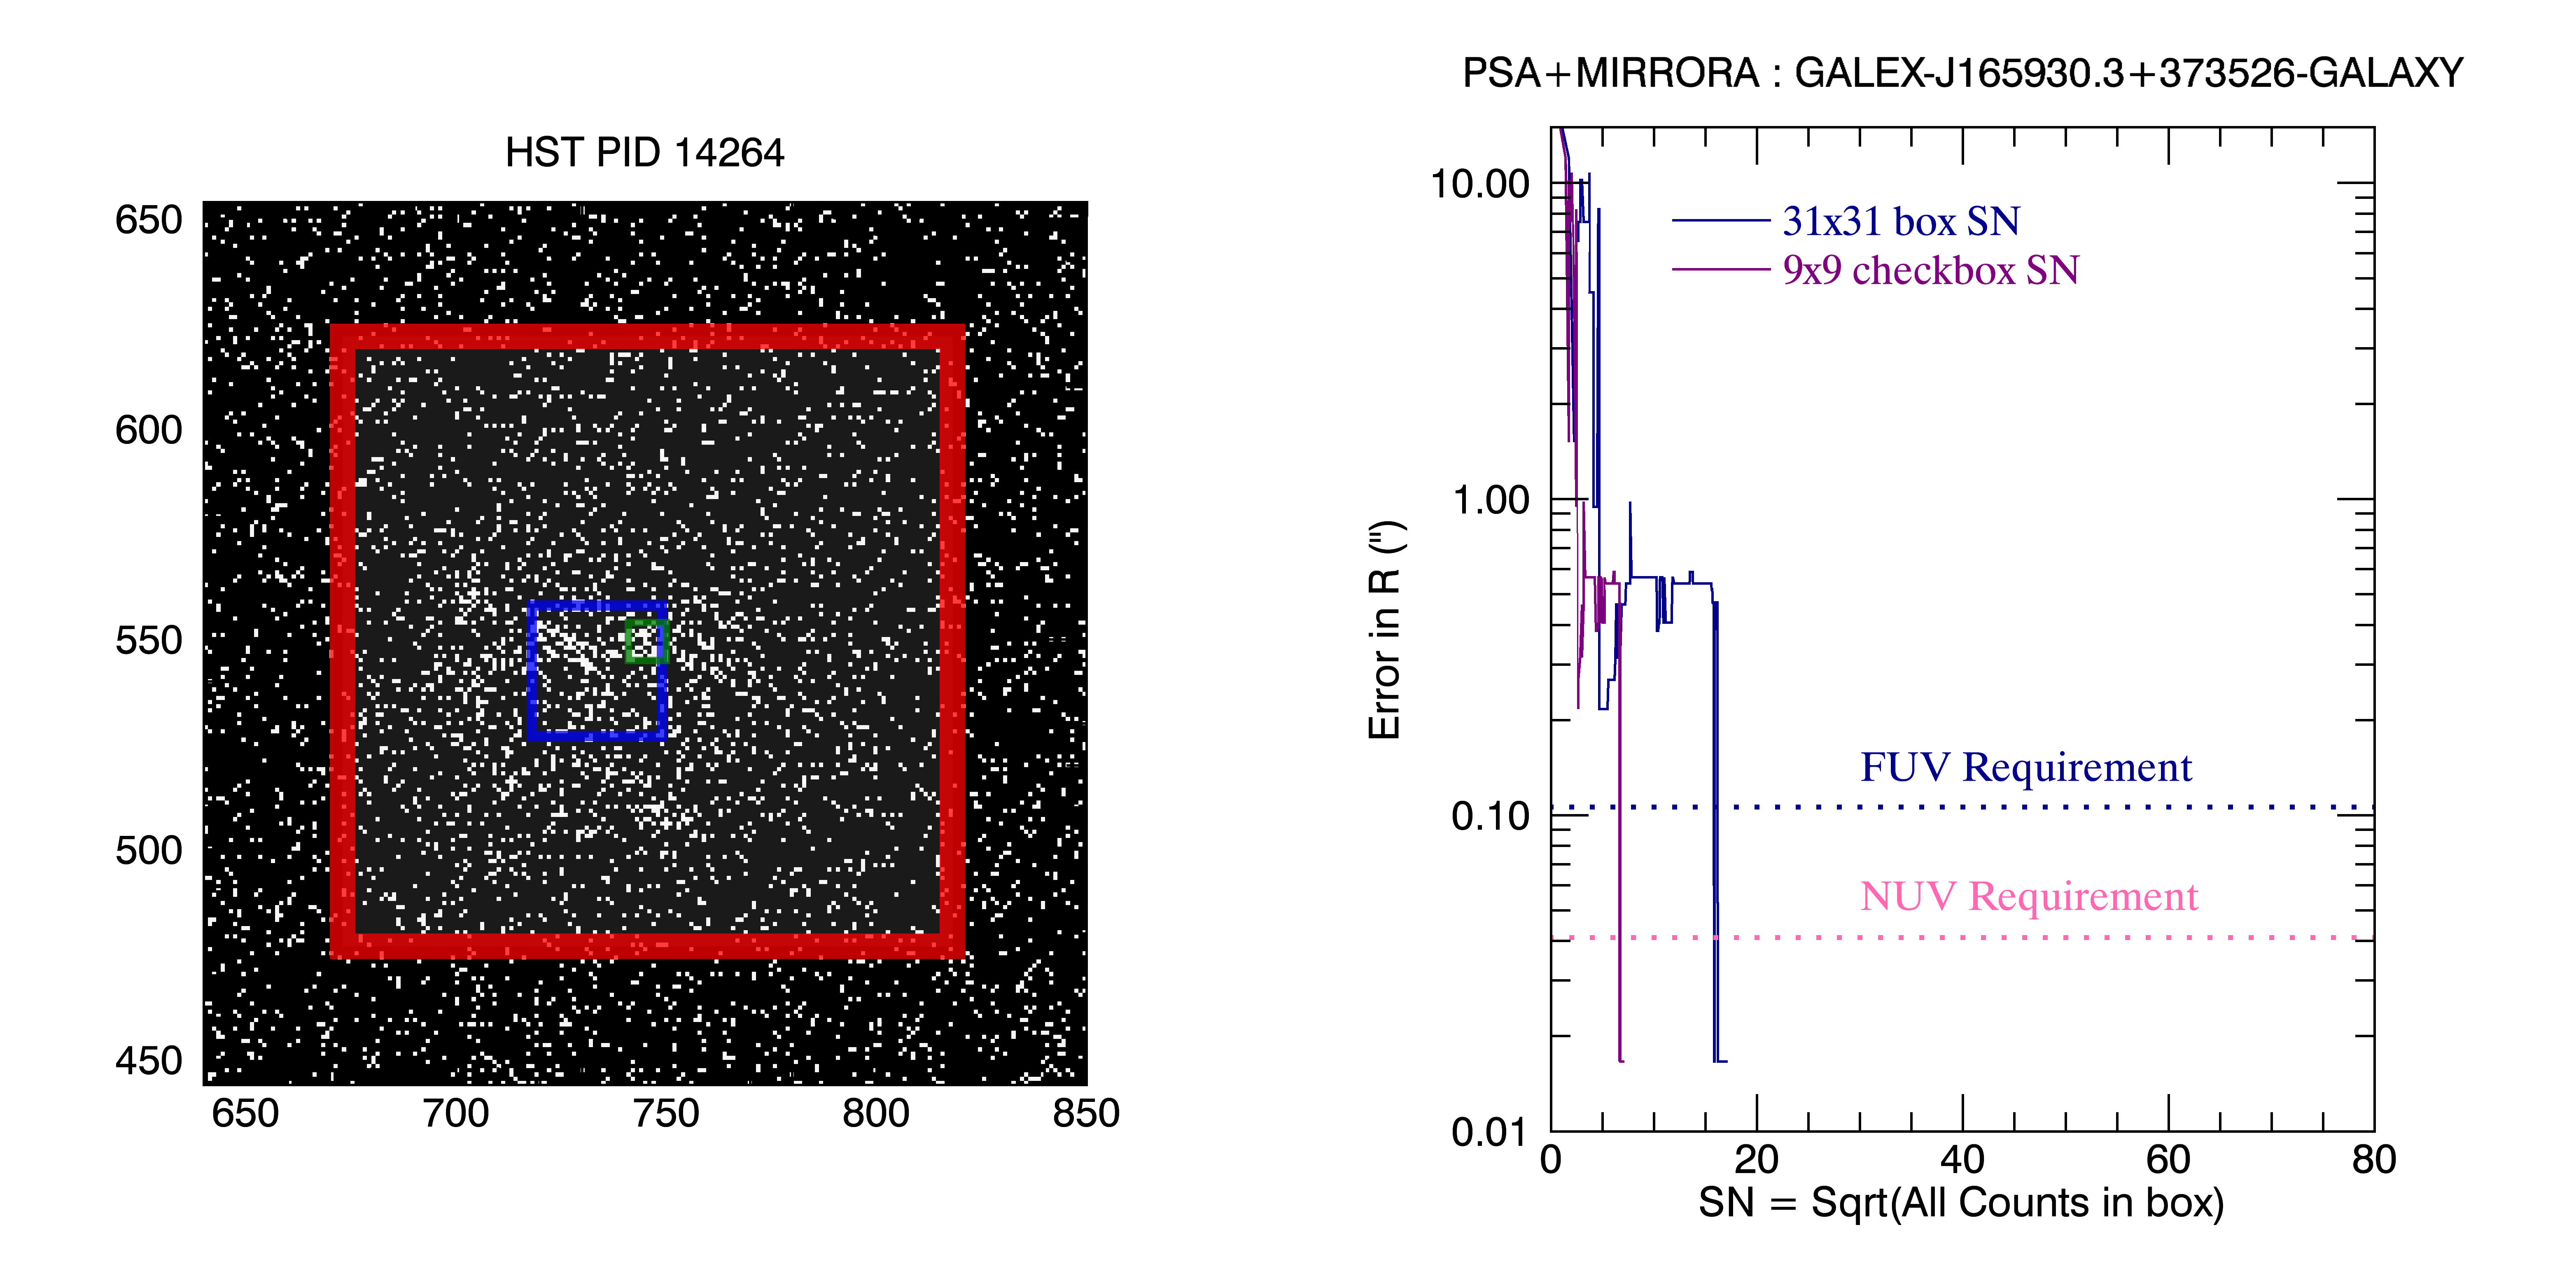 HST PID 14264
650
600
550
500
450
650 700 750 800 850
PSA+MIRRORA : GALEX-J165930.3+373526-GALAXY
Error in R (")
10.00
1.00
0.10
0.01
31x31 box SN
9x9 checkbox SN
FUV Requirement
NUV Requirement
0 20 40 60 80
SN = Sqrt(All Counts in box)